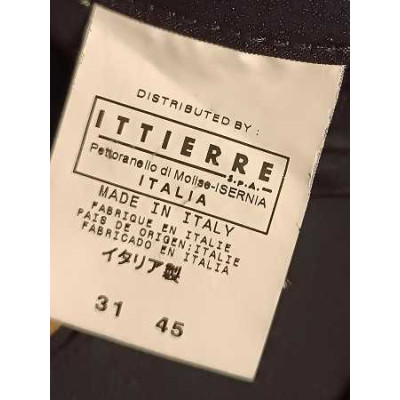 DISTRIBUTED BY:
ITTIERRE
S.p.A.
Pettoranello di Molise-iSERNIA
ITALIA
MADE IN ITALY
FABRIQUE EN ITALIE
PAIS DE ORIGEN:ITALIE
FABRICADO EN ITALIA
イタリア製
31 45